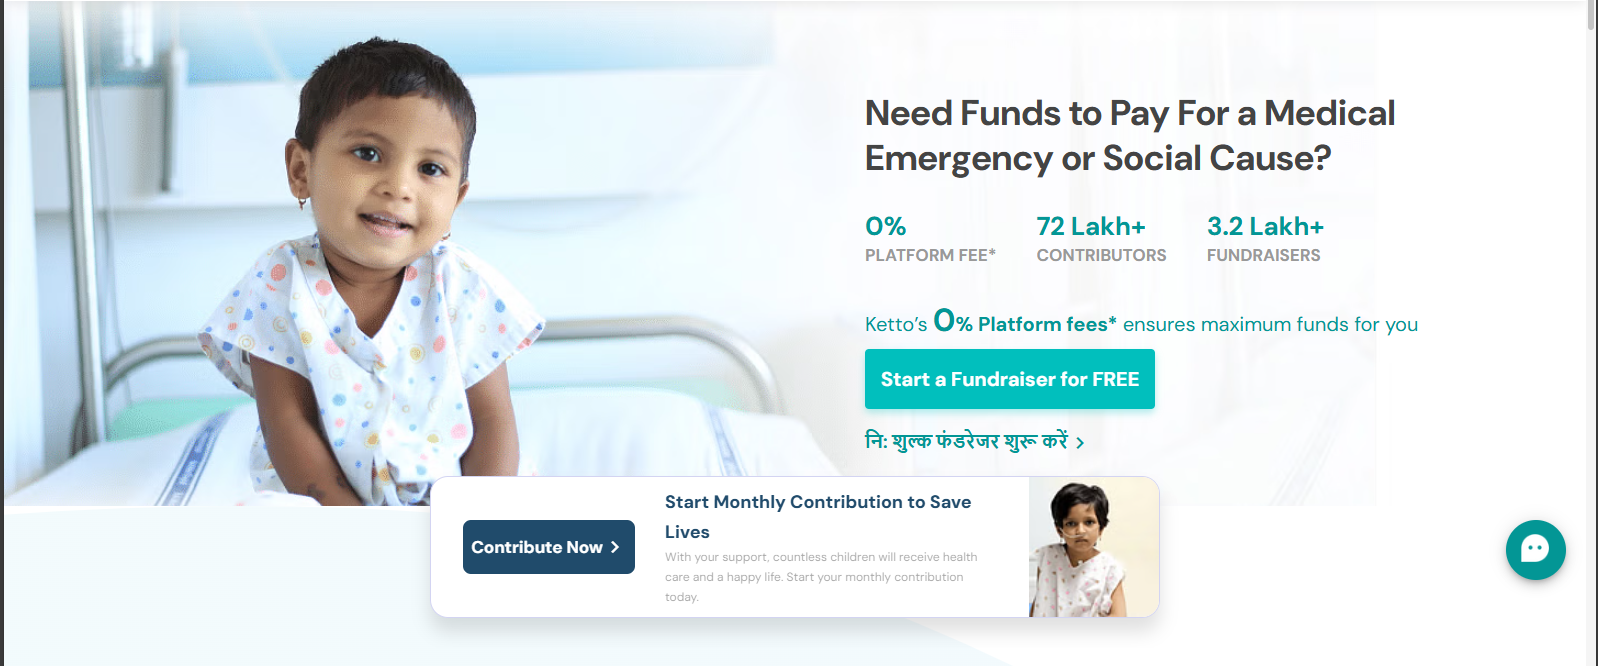 Need Funds to Pay For a Medical
Emergency or Social Cause?
0%
PLATFORM FEE*
72 Lakh+
CONTRIBUTORS
3.2 Lakh+
FUNDRAISERS
Ketto's 0% Platform fees* ensures maximum funds for you
Start a Fundraiser for FREE
नि: शुल्क फंडरेजर शुरू करें
Contribute Now
Start Monthly Contribution to Save
Lives
With your support, countless children will receive health
care and a happy life. Start your monthly contribution
today.